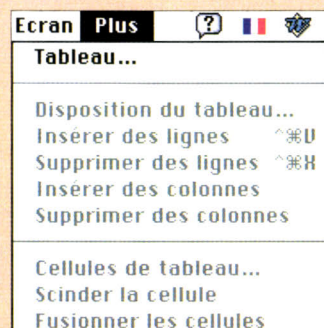 Ecran Plus
Tableau...
Disposition du tableau...
Insérer des lignes ^⌘V
Supprimer des lignes ^⌘X
Insérer des colonnes
Supprimer des colonnes
Cellules de tableau...
Scinder la cellule
Fusionner les cellules